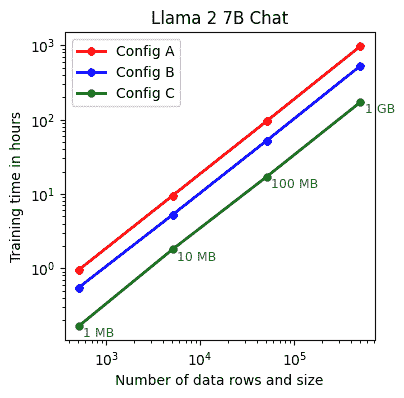 Llama 2 7B Chat
Config A
Config B
Config C
10³
10²
10¹
10⁰
Training time in hours
1 GB
100 MB
10 MB
1 MB
10³
10⁴
10⁵
Number of data rows and size